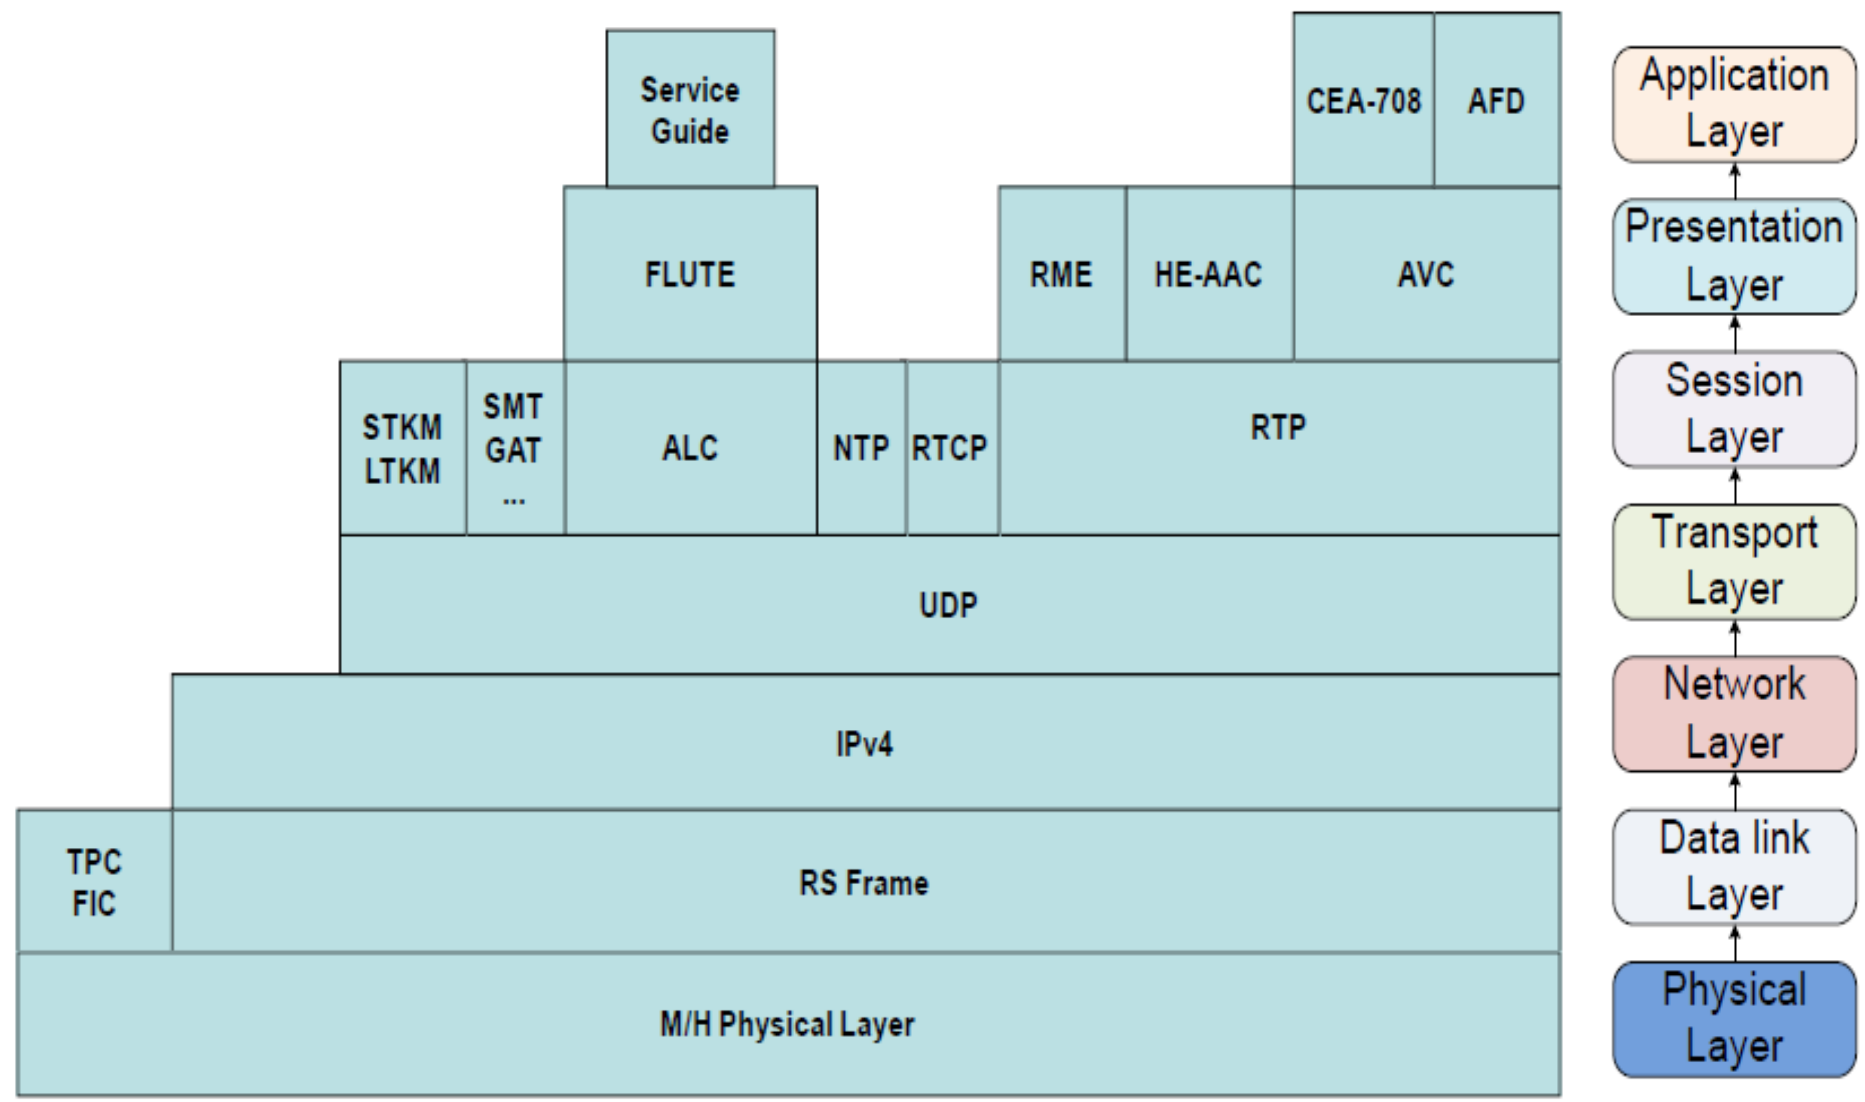 Service
Guide
CEA-708
AFD
Application
Layer
FLUTE
RME
HE-AAC
AVC
Presentation
Layer
STKM
LTKM
SMT
GAT
...
ALC
NTP
RTCP
RTP
Session
Layer
UDP
Transport
Layer
IPv4
Network
Layer
TPC
FIC
RS Frame
Data link
Layer
M/H Physical Layer
Physical
Layer